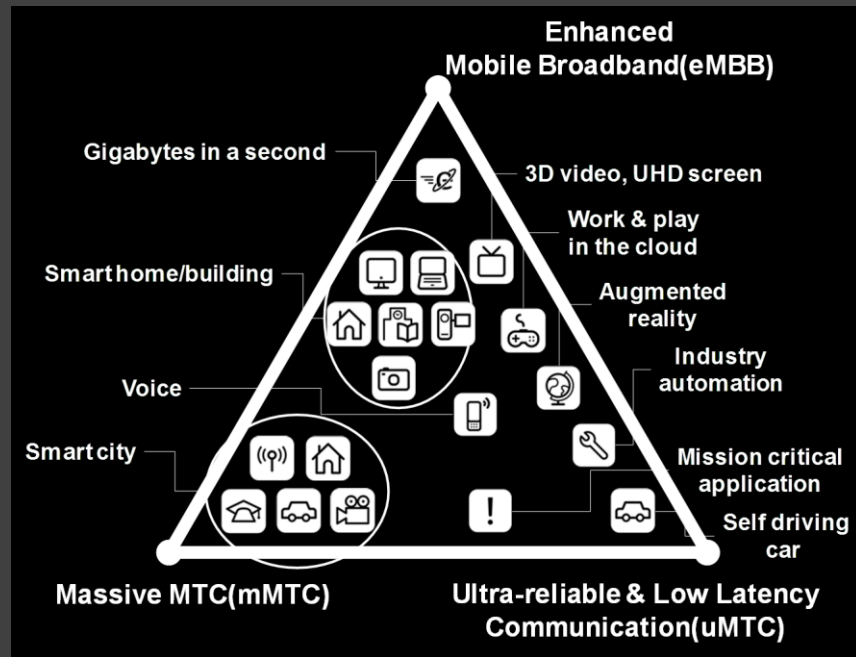 Enhanced
Mobile Broadband(eMBB)
Gigabytes in a second
3D video, UHD screen
Work & play
in the cloud
Smart home/building
Augmented
reality
Industry
automation
Voice
Smart city
Mission critical
application
Self driving
car
Massive MTC(mMTC)
Ultra-reliable & Low Latency
Communication(uMTC)